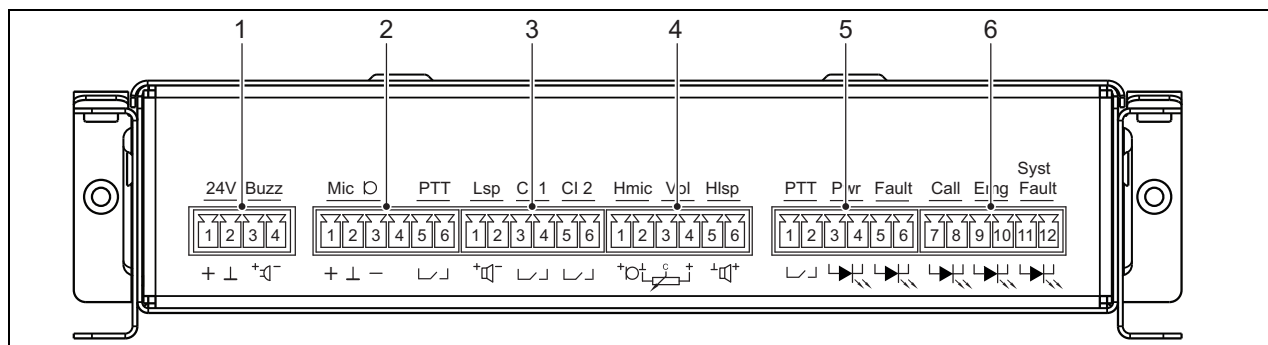 1 2 3 4 5 6
Syst
24V Buzz Mic PTT Lsp CI 1 CI 2 Hmic Vol Hlsp PTT Pwr Fault Call Emg Fault
1 2 3 4 1 2 3 4 5 6 1 2 3 4 5 6 1 2 3 4 5 6 1 2 3 4 5 6 7 8 9 10 11 12
+ ⊥ + - + ⊥ - + - + ⊥ C + ⊥ +